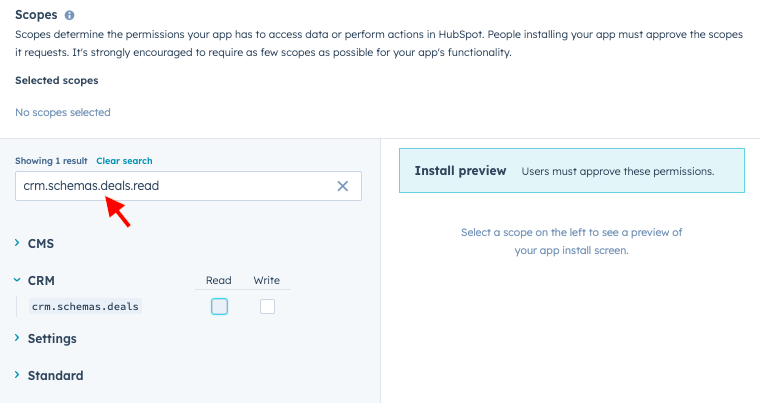 Scopes
Scopes determine the permissions your app has to access data or perform actions in HubSpot. People installing your app must approve the scopes
it requests. It's strongly encouraged to require as few scopes as possible for your app's functionality.
Selected scopes
No scopes selected
Showing 1 result Clear search
crm.schemas.deals.read
CMS
CRM Read Write
crm.schemas.deals
Settings
Standard
Install preview Users must approve these permissions.
Select a scope on the left to see a preview of
your app install screen.